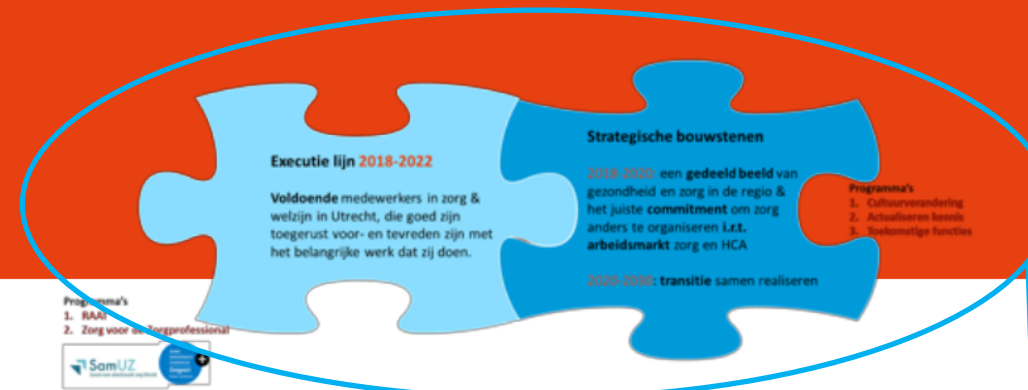 Executie lijn 2018-2022
Voldoende medewerkers in zorg &
welzijn in Utrecht, die goed zijn
toegerust voor- en tevreden zijn met
het belangrijke werk dat zij doen.
Strategische bouwstenen
2018-2020: een gedeeld beeld van
gezondheid en zorg in de regio &
het juiste commitment om zorg
anders te organiseren i.r.t.
arbeidsmarkt zorg en HCA
2020-2030: transitie samen realiseren
Programma's
1. Cultuurverandering
2. Actualiseren kennis
3. Toekomstige functies
Programma's
1. RAAT
2. Zorg voor de Zorgprofessional
SamUZ